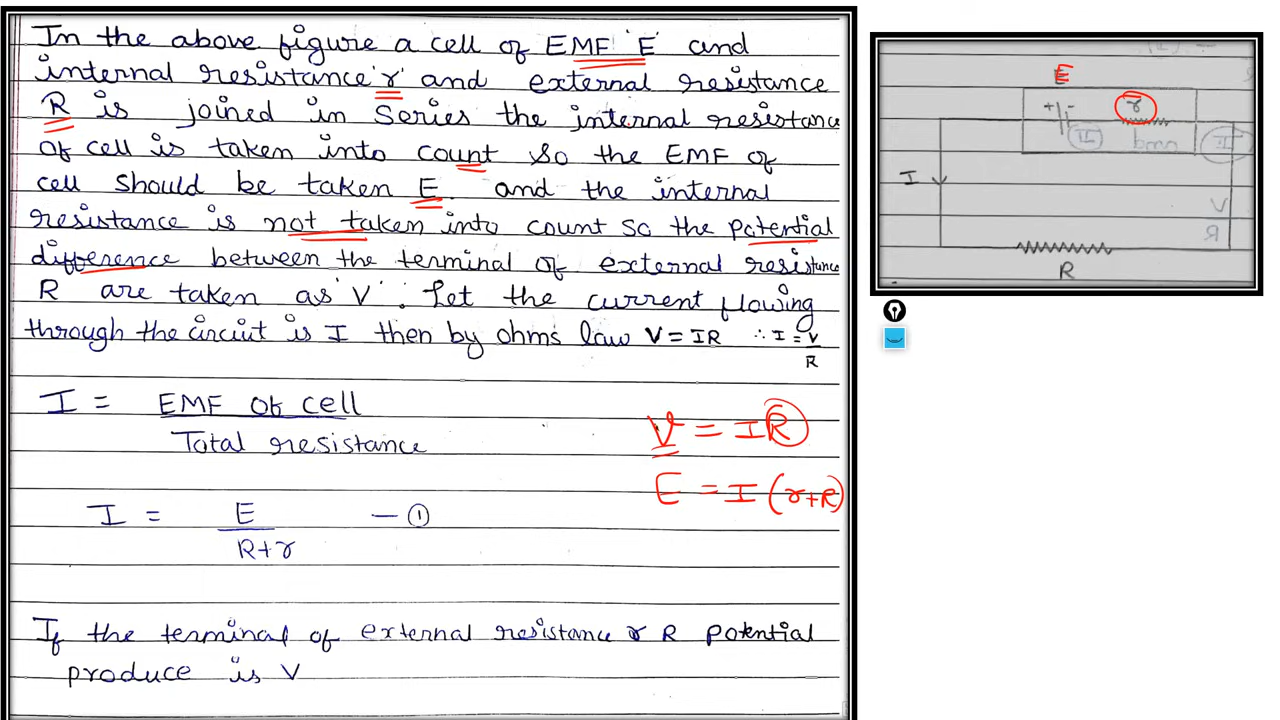 In the above figure a cell of EMF 'E' and
internal resistance 'r' and external resistance
R is joined in Series the internal resistance
of cell is taken into count so the EMF of
cell should be taken E. and the internal
resistance is not taken into count so the potential
difference between the terminal of external resistance
R are taken as 'V'. Let the current flowing
through the circuit is I then by ohms law V = IR ∴ I = V/R
I = EMF of cell
Total resistance
V = IR
E = I (r+R)
I = E — ①
R+r
If the terminal of external resistance r R potential
produce is V
E
+ -
r
I
R